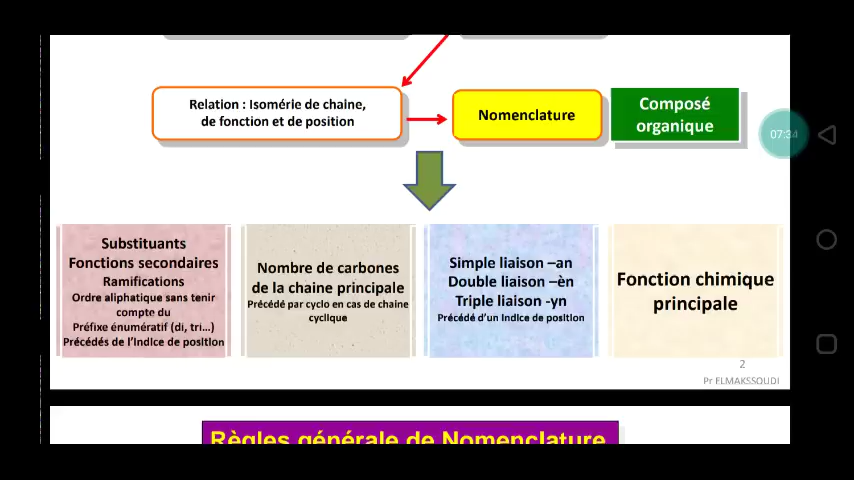 Relation : Isomérie de chaine,
de fonction et de position
Nomenclature
Composé
organique
07:34
Substituants
Fonctions secondaires
Ramifications
Ordre aliphatique sans tenir
compte du
Préfixe énumératif (di, tri...)
Précédés de l'indice de position
Nombre de carbones
de la chaine principale
Précédé par cyclo en cas de chaine
cyclique
Simple liaison –an
Double liaison –èn
Triple liaison -yn
Précédé d'un indice de position
Fonction chimique
principale
2
Pr ELMAKSSOUDI
Règles générale de Nomenclature